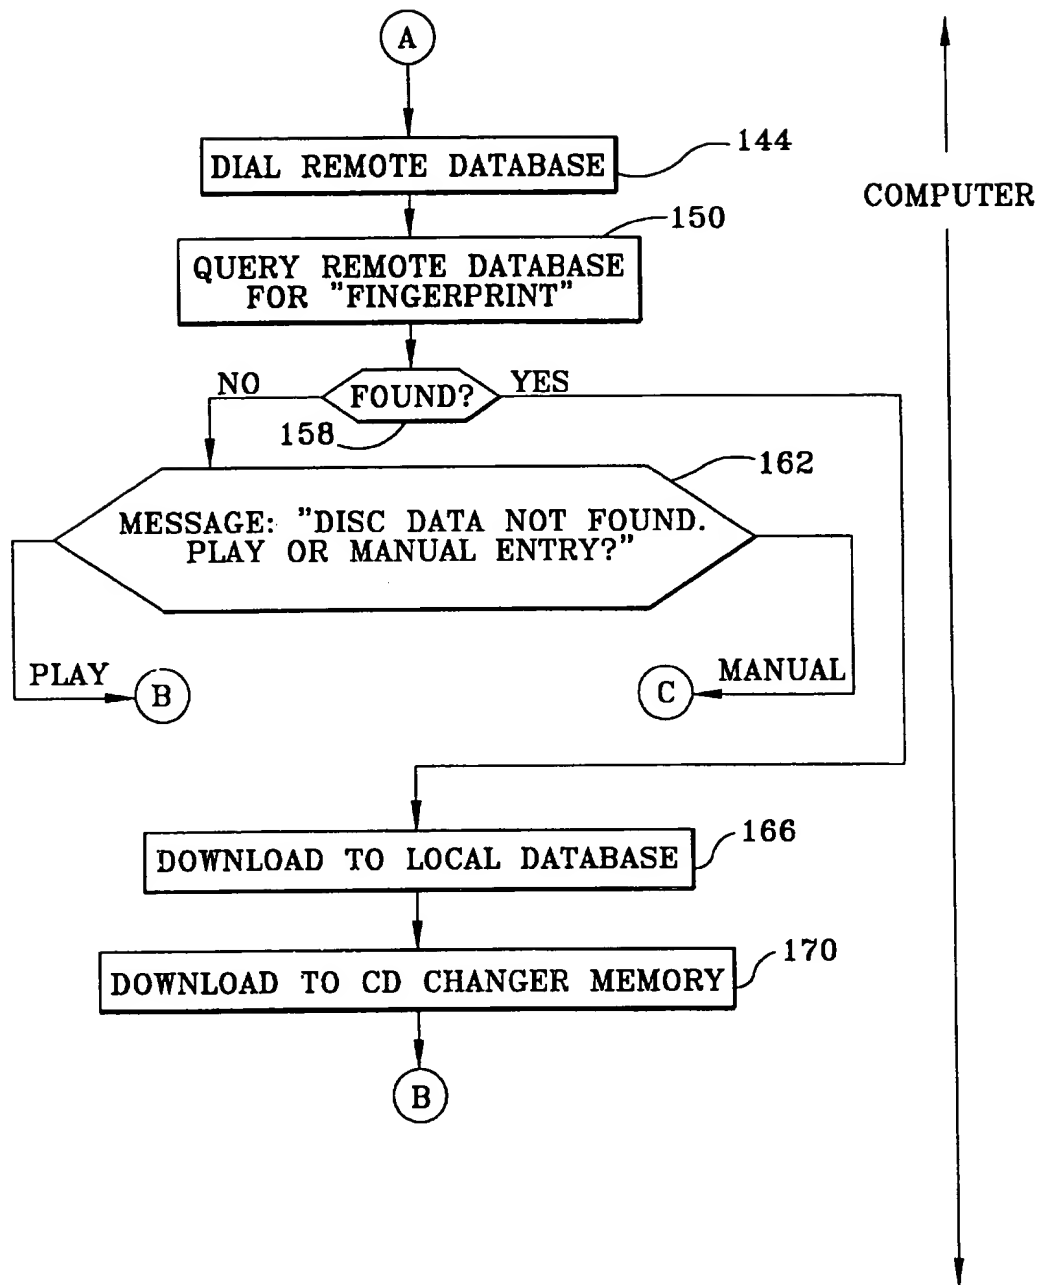 A
DIAL REMOTE DATABASE
144
COMPUTER
150
QUERY REMOTE DATABASE
FOR "FINGERPRINT"
NO
FOUND?
YES
158
162
MESSAGE: "DISC DATA NOT FOUND.
PLAY OR MANUAL ENTRY?"
PLAY
B
C
MANUAL
166
DOWNLOAD TO LOCAL DATABASE
170
DOWNLOAD TO CD CHANGER MEMORY
B